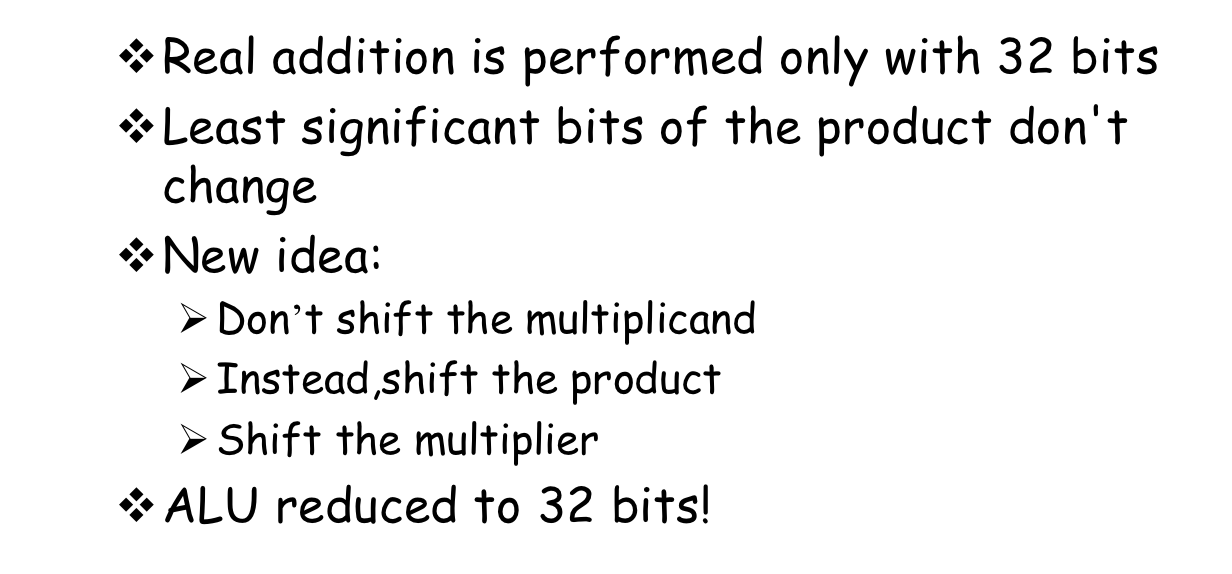 ❖Real addition is performed only with 32 bits
❖Least significant bits of the product don't
change
❖New idea:
➢Don’t shift the multiplicand
➢Instead,shift the product
➢Shift the multiplier
❖ALU reduced to 32 bits!